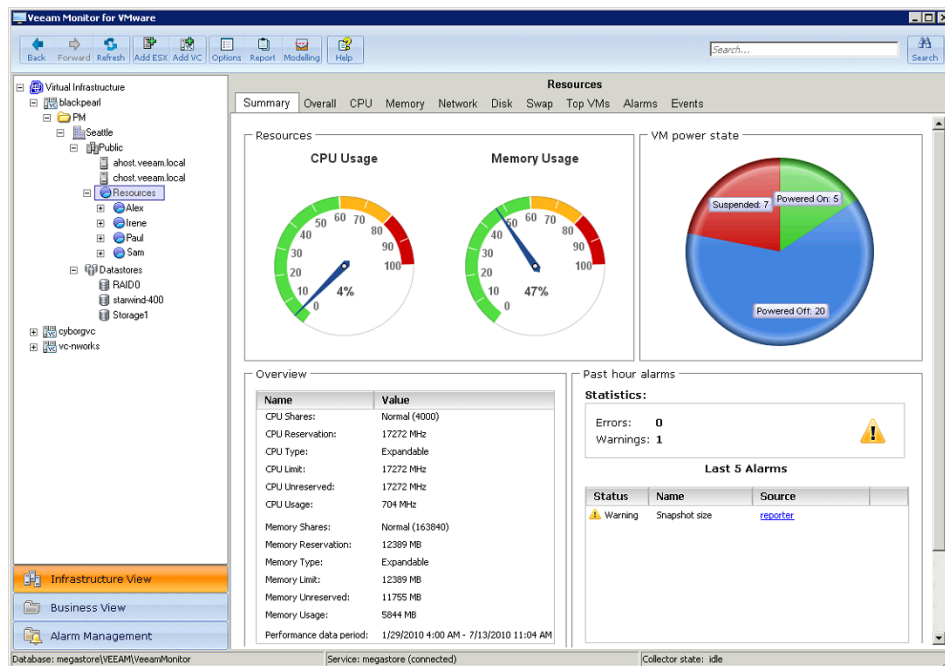 Veeam Monitor for VMware
Back Forward Refresh Add ESX Add VC Options Report Modelling Help
Search...
Search
Virtual Infrastructure
blackpearl
PM
Seattle
Public
ahost.veeam.local
chost.veeam.local
Resources
Alex
Irene
Paul
Sam
Datastores
RAID0
starwind-400
Storage1
cyborgvc
vc-nworks
Infrastructure View
Business View
Alarm Management
Resources
Summary Overall CPU Memory Network Disk Swap Top VMs Alarms Events
Resources
CPU Usage
0 10 20 30 40 50 60 70 80 90 100
4%
Memory Usage
0 10 20 30 40 50 60 70 80 90 100
47%
VM power state
Suspended: 7
Powered On: 5
Powered Off: 20
Overview
Name Value
CPU Shares: Normal (4000)
CPU Reservation: 17272 MHz
CPU Type: Expandable
CPU Limit: 17272 MHz
CPU Unreserved: 17272 MHz
CPU Usage: 704 MHz
Memory Shares: Normal (163840)
Memory Reservation: 12389 MB
Memory Type: Expandable
Memory Limit: 12389 MB
Memory Unreserved: 11755 MB
Memory Usage: 5844 MB
Performance data period: 1/29/2010 4:00 AM - 7/13/2010 11:04 AM
Past hour alarms
Statistics:
Errors: 0
Warnings: 1
Last 5 Alarms
Status Name Source
Warning Snapshot size reporter
Database: megastore\VEEAM\VeeamMonitor
Service: megastore (connected)
Collector state: idle